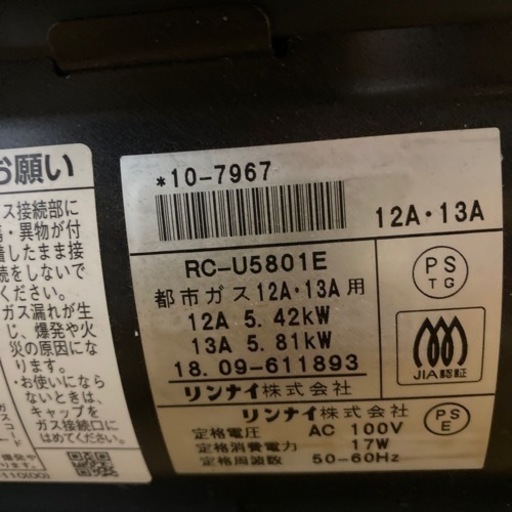 お願い
ス接続部に
・異物が付
着したまま接
続をしないで
ください。
ガス漏れが生
じ、爆発や火
災の原因にな
ります。
・お使いになら
ないときは、
キャップを
ガス接続口に
はめてください。
*10-7967
12A・13A
RC-U5801E
都市ガス12A・13A用
12A 5.42kW
13A 5.81kW
18.09-611893
リンナイ株式会社
PS
TG
JIA認証
リンナイ株式会社
定格電圧 AC 100V
定格消費電力 17W
定格周波数 50-60Hz
PS
E